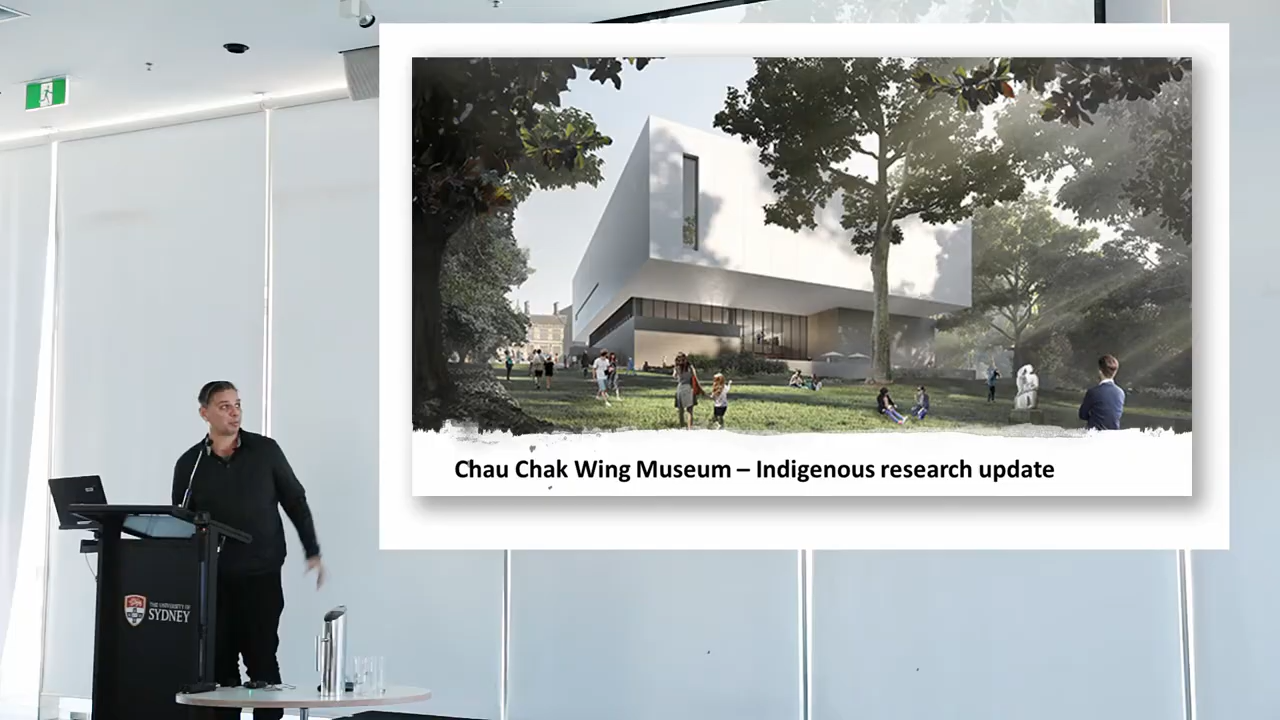 Chau Chak Wing Museum – Indigenous research update
THE UNIVERSITY OF
SYDNEY